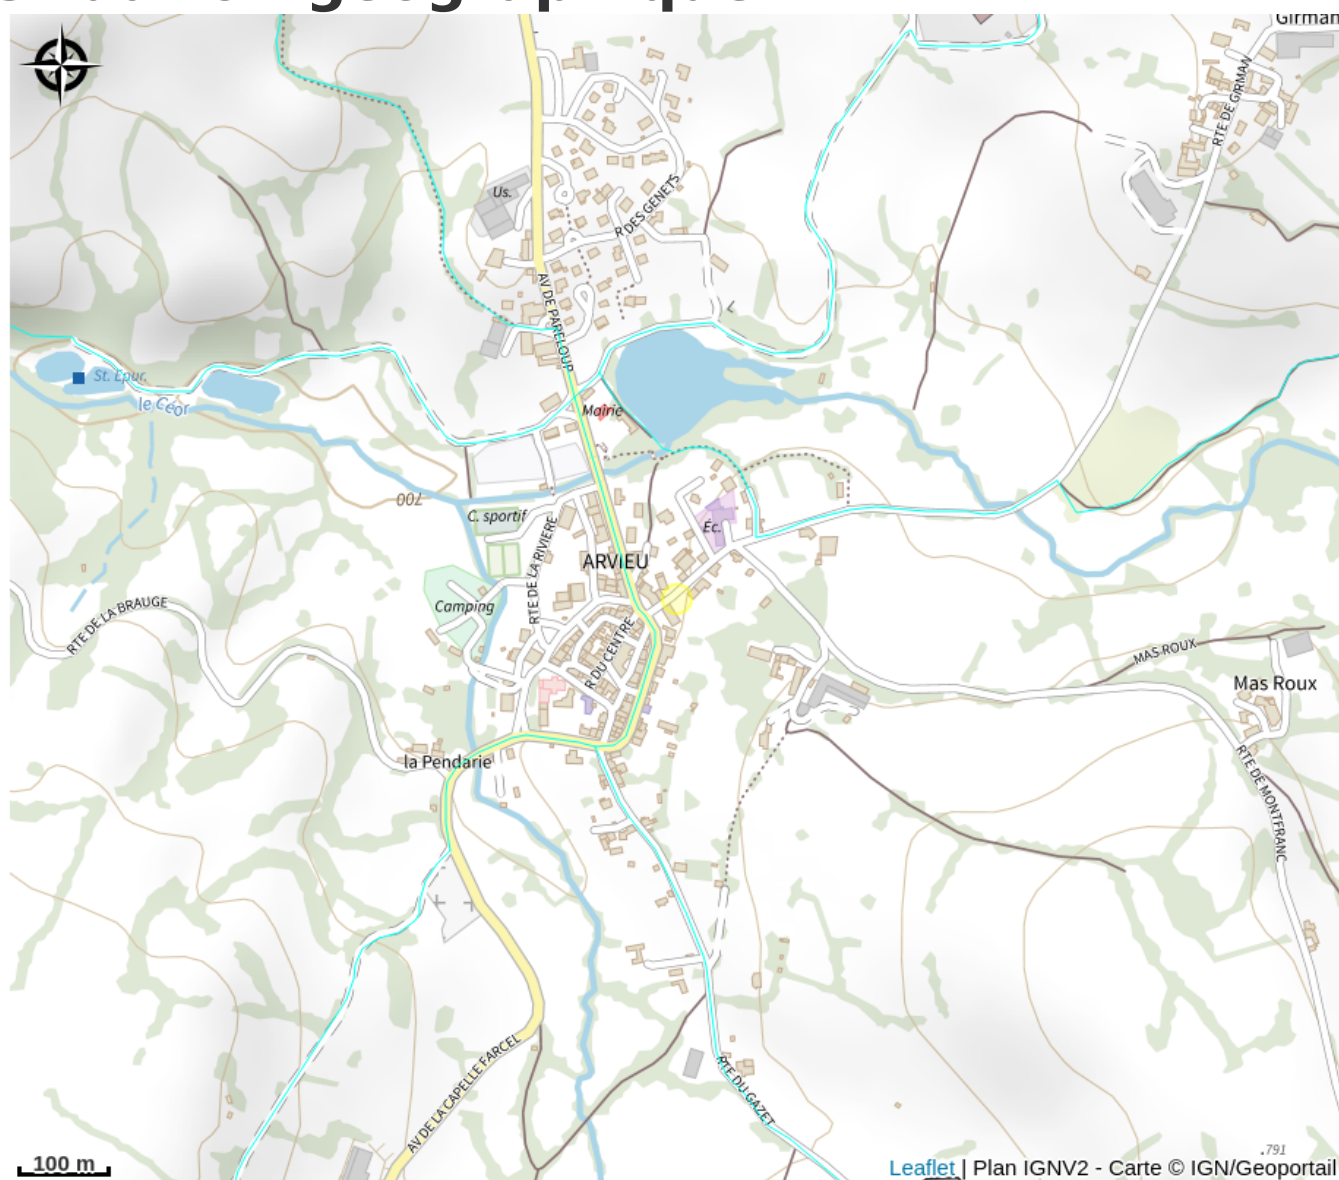 Girman
RTE DE GIRMAN
Us.
R DES GENETS
AV DE PARELOUP
St. Epur.
le Céor
Mairie
700
C. sportif
Éc.
ARVIEU
RTE DE LA RIVIERE
Camping
RTE DE LA BRAUGE
R DU CENTRE
MAS ROUX
Mas Roux
la Pendarie
RTE DE MONTFRANC
AV DE LA CAPELLE FARCEL
RTE DU GAZET
.791
100 m
Leaflet | Plan IGNV2 - Carte © IGN/Geoportail